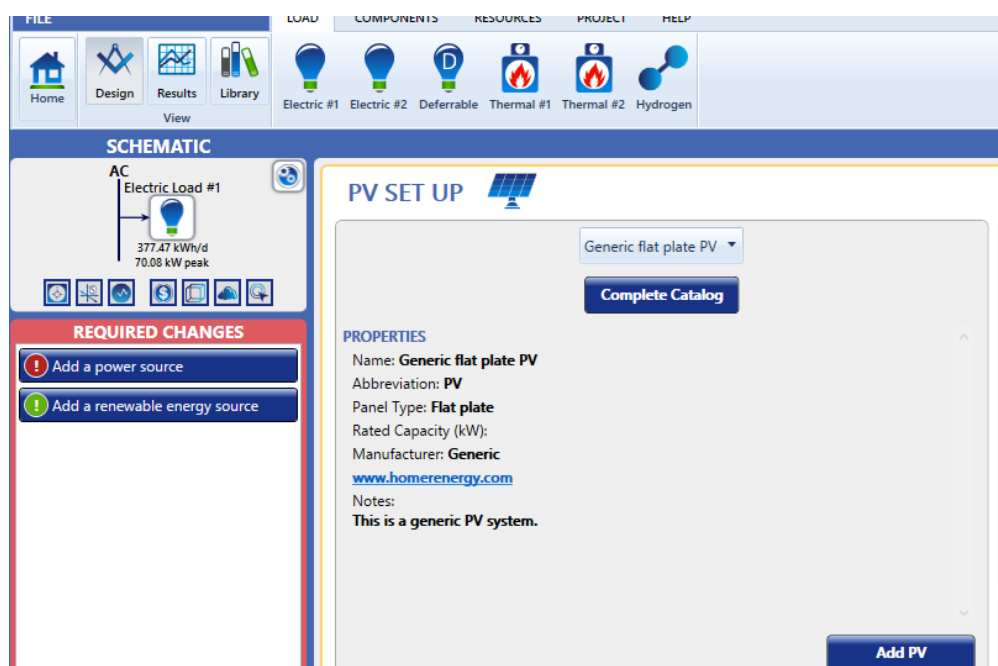 FILE
LOAD COMPONENTS RESOURCES PROJECT HELP
Home
Design Results Library
View
Electric #1 Electric #2 Deferrable Thermal #1 Thermal #2 Hydrogen
D
SCHEMATIC
AC
Electric Load #1
377.47 kWh/d
70.08 kW peak
REQUIRED CHANGES
Add a power source
Add a renewable energy source
PV SET UP
Generic flat plate PV
Complete Catalog
PROPERTIES
Name: Generic flat plate PV
Abbreviation: PV
Panel Type: Flat plate
Rated Capacity (kW):
Manufacturer: Generic
www.homerenergy.com
Notes:
This is a generic PV system.
Add PV